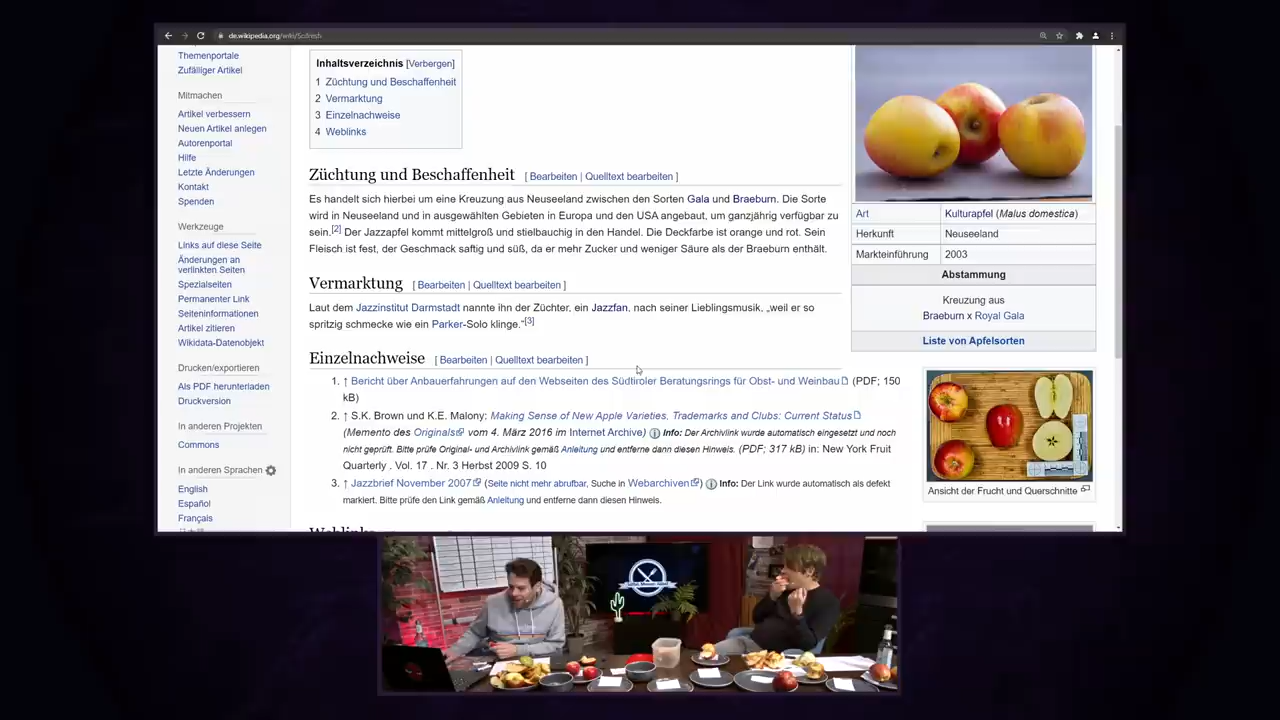 de.wikipedia.org/wiki/Scifresh
Themenportale
Zufälliger Artikel
Mitmachen
Artikel verbessern
Neuen Artikel anlegen
Autorenportal
Hilfe
Letzte Änderungen
Kontakt
Spenden
Werkzeuge
Links auf diese Seite
Änderungen an
verlinkten Seiten
Spezialseiten
Permanenter Link
Seiteninformationen
Artikel zitieren
Wikidata-Datenobjekt
Drucken/exportieren
Als PDF herunterladen
Druckversion
In anderen Projekten
Commons
In anderen Sprachen
English
Español
Français
Inhaltsverzeichnis [Verbergen]
1 Züchtung und Beschaffenheit
2 Vermarktung
3 Einzelnachweise
4 Weblinks
Züchtung und Beschaffenheit [ Bearbeiten | Quelltext bearbeiten ]
Es handelt sich hierbei um eine Kreuzung aus Neuseeland zwischen den Sorten Gala und Braeburn. Die Sorte
wird in Neuseeland und in ausgewählten Gebieten in Europa und den USA angebaut, um ganzjährig verfügbar zu
sein.[2] Der Jazzapfel kommt mittelgroß und stielbauchig in den Handel. Die Deckfarbe ist orange und rot. Sein
Fleisch ist fest, der Geschmack saftig und süß, da er mehr Zucker und weniger Säure als der Braeburn enthält.
Vermarktung [ Bearbeiten | Quelltext bearbeiten ]
Laut dem Jazzinstitut Darmstadt nannte ihn der Züchter, ein Jazzfan, nach seiner Lieblingsmusik, „weil er so
spritzig schmecke wie ein Parker-Solo klinge.“[3]
Einzelnachweise [ Bearbeiten | Quelltext bearbeiten ]
1. ↑ Bericht über Anbauerfahrungen auf den Webseiten des Südtiroler Beratungsrings für Obst- und Weinbau (PDF; 150
kB)
2. ↑ S.K. Brown und K.E. Malony: Making Sense of New Apple Varieties, Trademarks and Clubs: Current Status
(Memento des Originals vom 4. März 2016 im Internet Archive) Info: Der Archivlink wurde automatisch eingesetzt und noch
nicht geprüft. Bitte prüfe Original- und Archivlink gemäß Anleitung und entferne dann diesen Hinweis. (PDF; 317 kB) in: New York Fruit
Quarterly . Vol. 17 . Nr. 3 Herbst 2009 S. 10
3. ↑ Jazzbrief November 2007 (Seite nicht mehr abrufbar, Suche in Webarchiven) Info: Der Link wurde automatisch als defekt
markiert. Bitte prüfe den Link gemäß Anleitung und entferne dann diesen Hinweis.
Weblinks
Art Kulturapfel (Malus domestica)
Herkunft Neuseeland
Markteinführung 2003
Abstammung
Kreuzung aus
Braeburn x Royal Gala
Liste von Apfelsorten
Ansicht der Frucht und Querschnitte